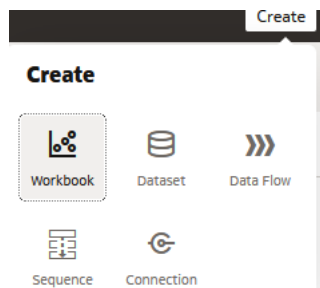 Create
Create
Workbook
Dataset
Data Flow
Sequence
Connection